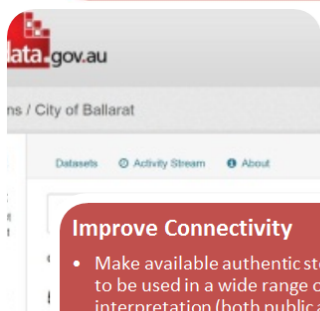 data.gov.au
ns / City of Ballarat
Datasets Activity Stream About
Improve Connectivity
• Make available authentic st
to be used in a wide range o
interpretation (both public a